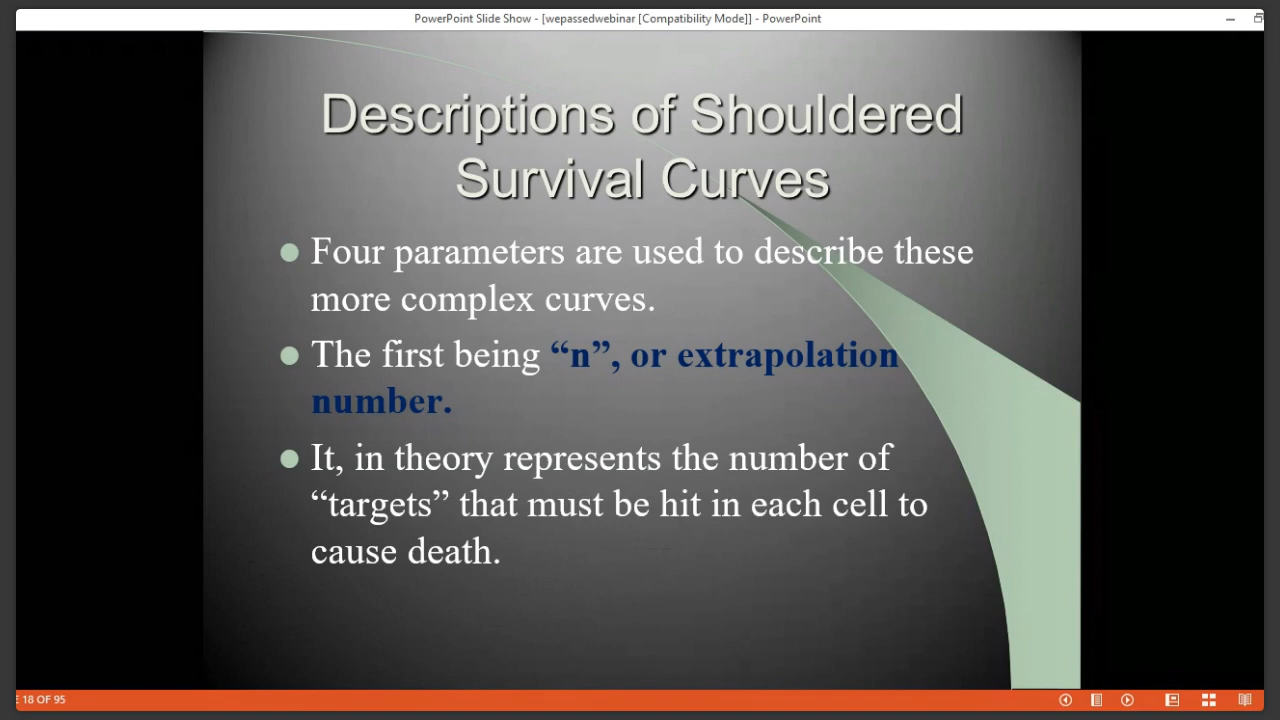 PowerPoint Slide Show - [wepassedwebinar [Compatibility Mode]] - PowerPoint
Descriptions of Shouldered
Survival Curves
Four parameters are used to describe these
more complex curves.
The first being “n”, or extrapolation
number.
It, in theory represents the number of
“targets” that must be hit in each cell to
cause death.
E 18 OF 95